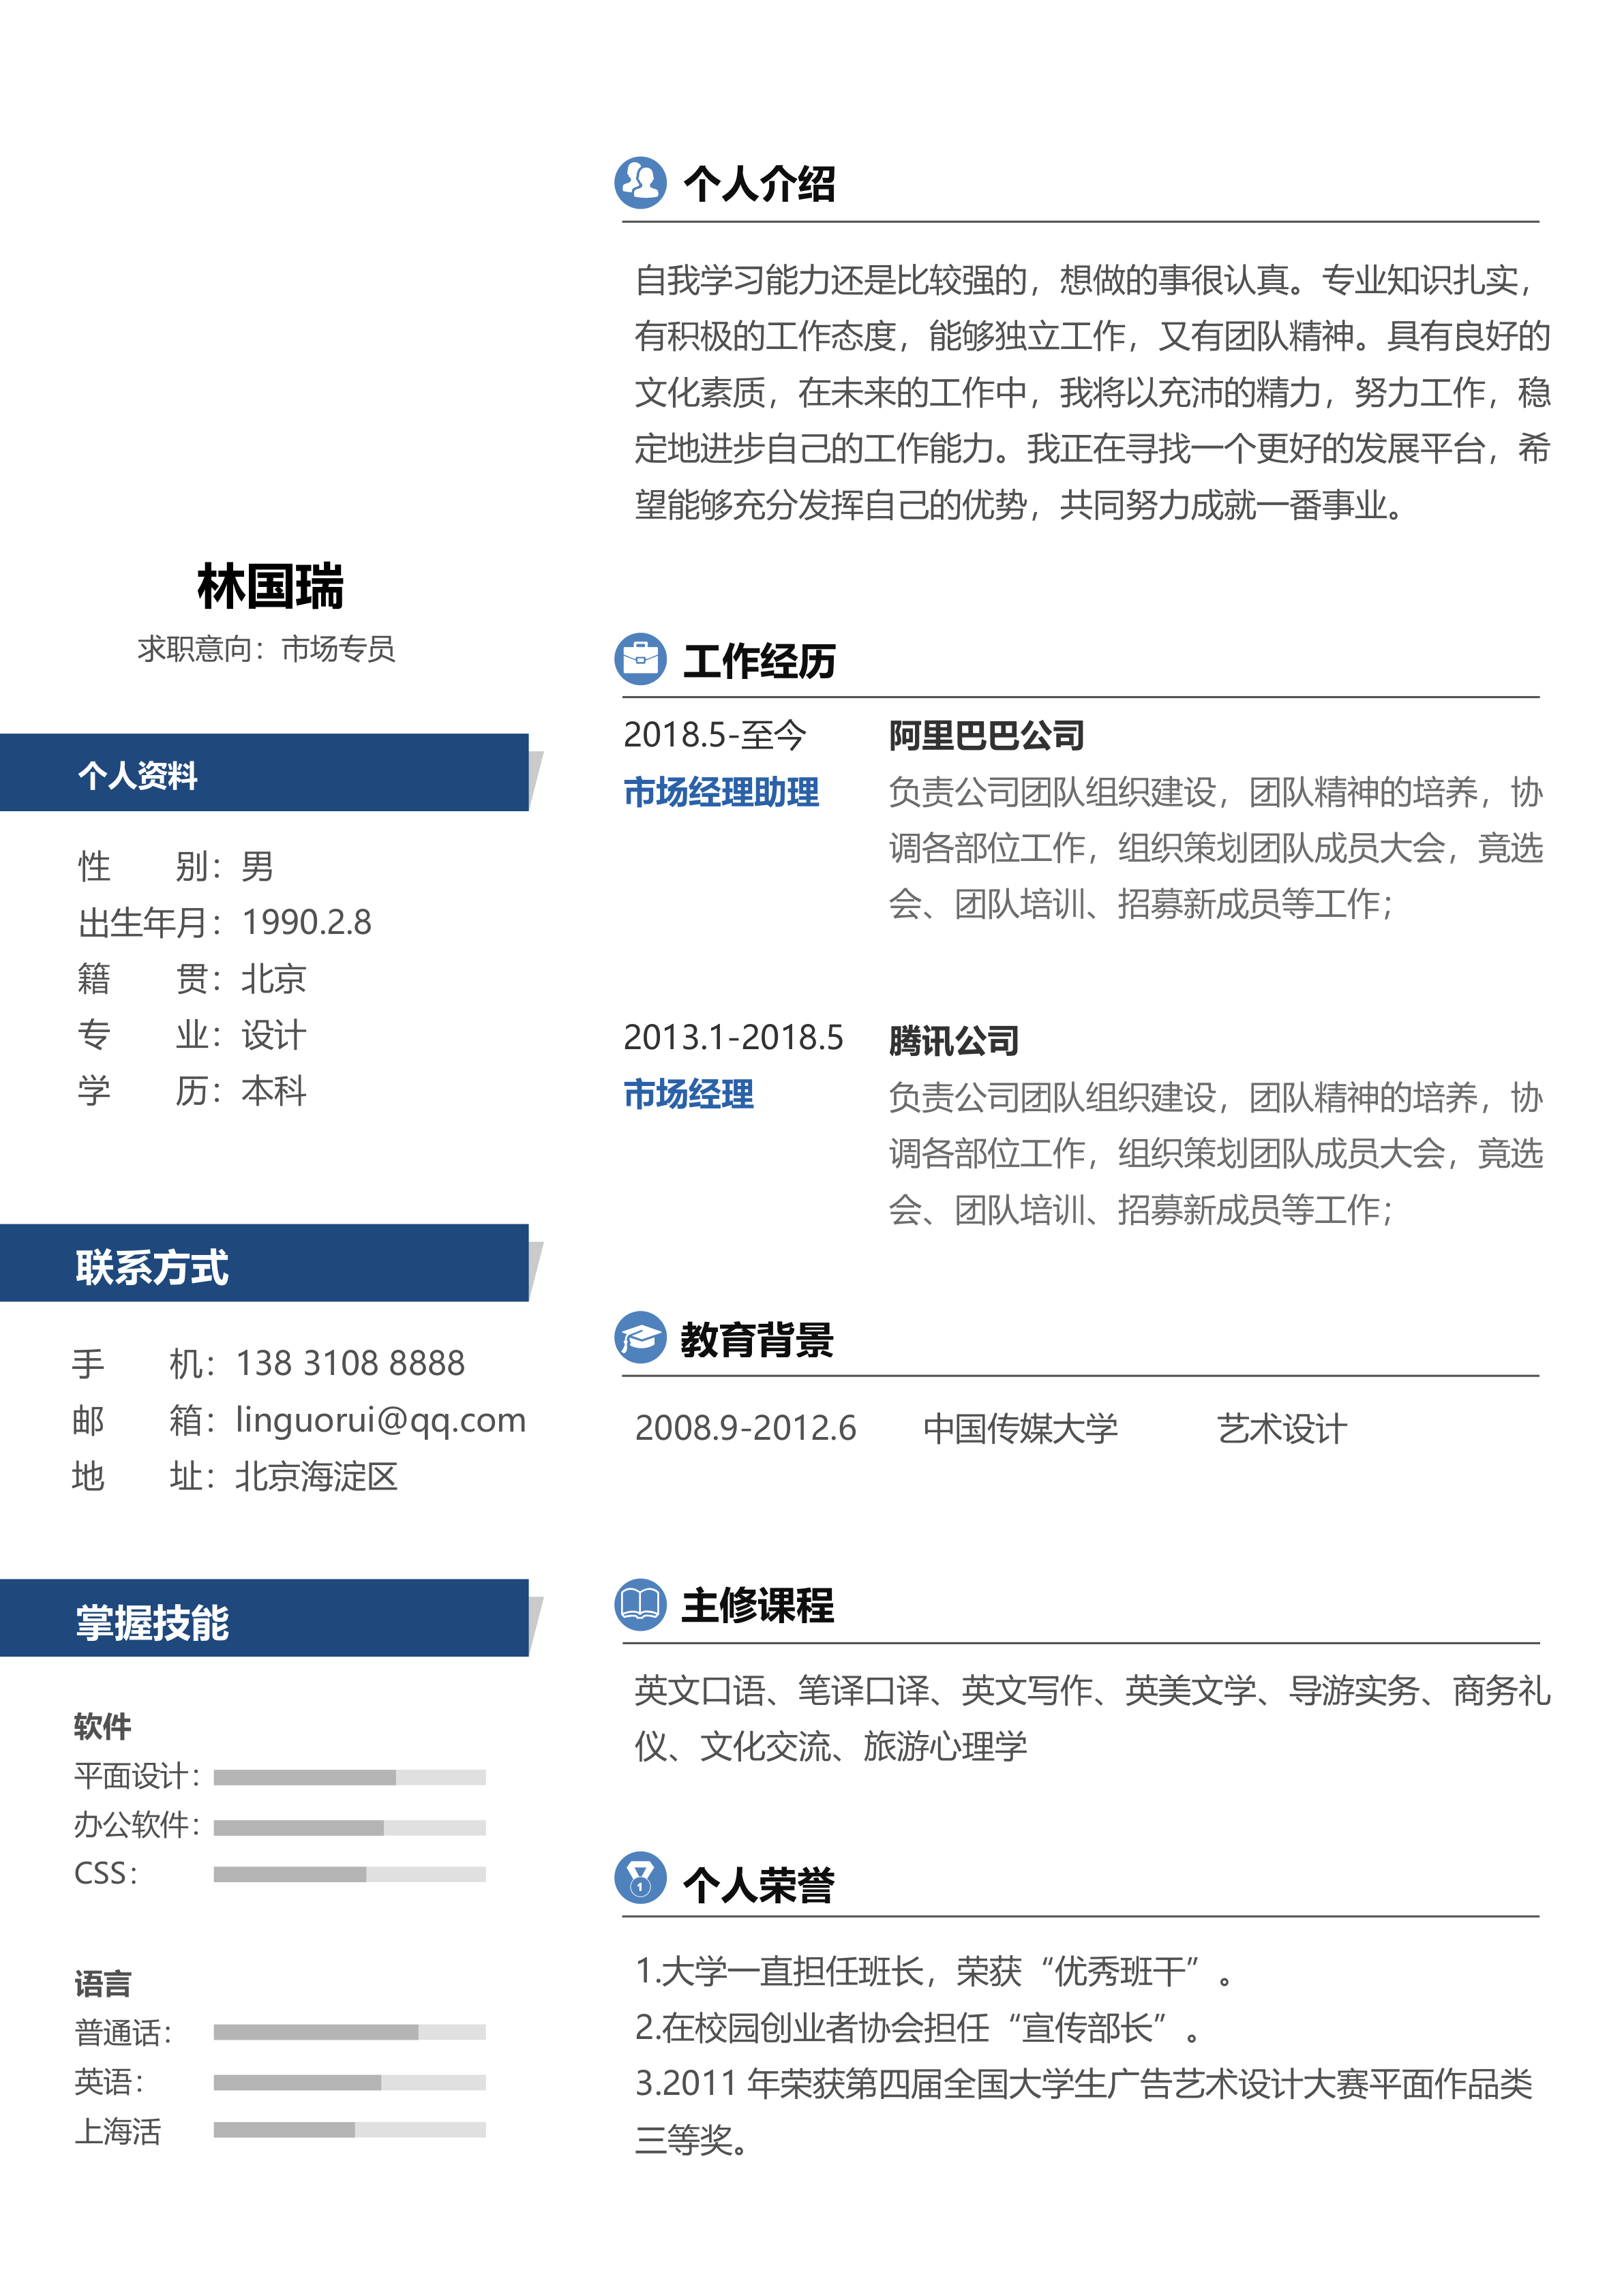 林国瑞
求职意向：市场专员
个人资料
性　　别：男
出生年月：1990.2.8
籍　　贯：北京
专　　业：设计
学　　历：本科
联系方式
手　　机：138 3108 8888
邮　　箱：linguorui@qq.com
地　　址：北京海淀区
掌握技能
软件
平面设计：
办公软件：
CSS：
语言
普通话：
英语：
上海活
个人介绍
自我学习能力还是比较强的，想做的事很认真。专业知识扎实，
有积极的工作态度，能够独立工作，又有团队精神。具有良好的
文化素质，在未来的工作中，我将以充沛的精力，努力工作，稳
定地进步自己的工作能力。我正在寻找一个更好的发展平台，希
望能够充分发挥自己的优势，共同努力成就一番事业。
工作经历
2018.5-至今　阿里巴巴公司
市场经理助理　负责公司团队组织建设，团队精神的培养，协
调各部位工作，组织策划团队成员大会，竟选
会、团队培训、招募新成员等工作；
2013.1-2018.5　腾讯公司
市场经理　负责公司团队组织建设，团队精神的培养，协
调各部位工作，组织策划团队成员大会，竟选
会、团队培训、招募新成员等工作；
教育背景
2008.9-2012.6　中国传媒大学　艺术设计
主修课程
英文口语、笔译口译、英文写作、英美文学、导游实务、商务礼
仪、文化交流、旅游心理学
1
个人荣誉
1.大学一直担任班长，荣获“优秀班干”。
2.在校园创业者协会担任“宣传部长”。
3.2011 年荣获第四届全国大学生广告艺术设计大赛平面作品类
三等奖。